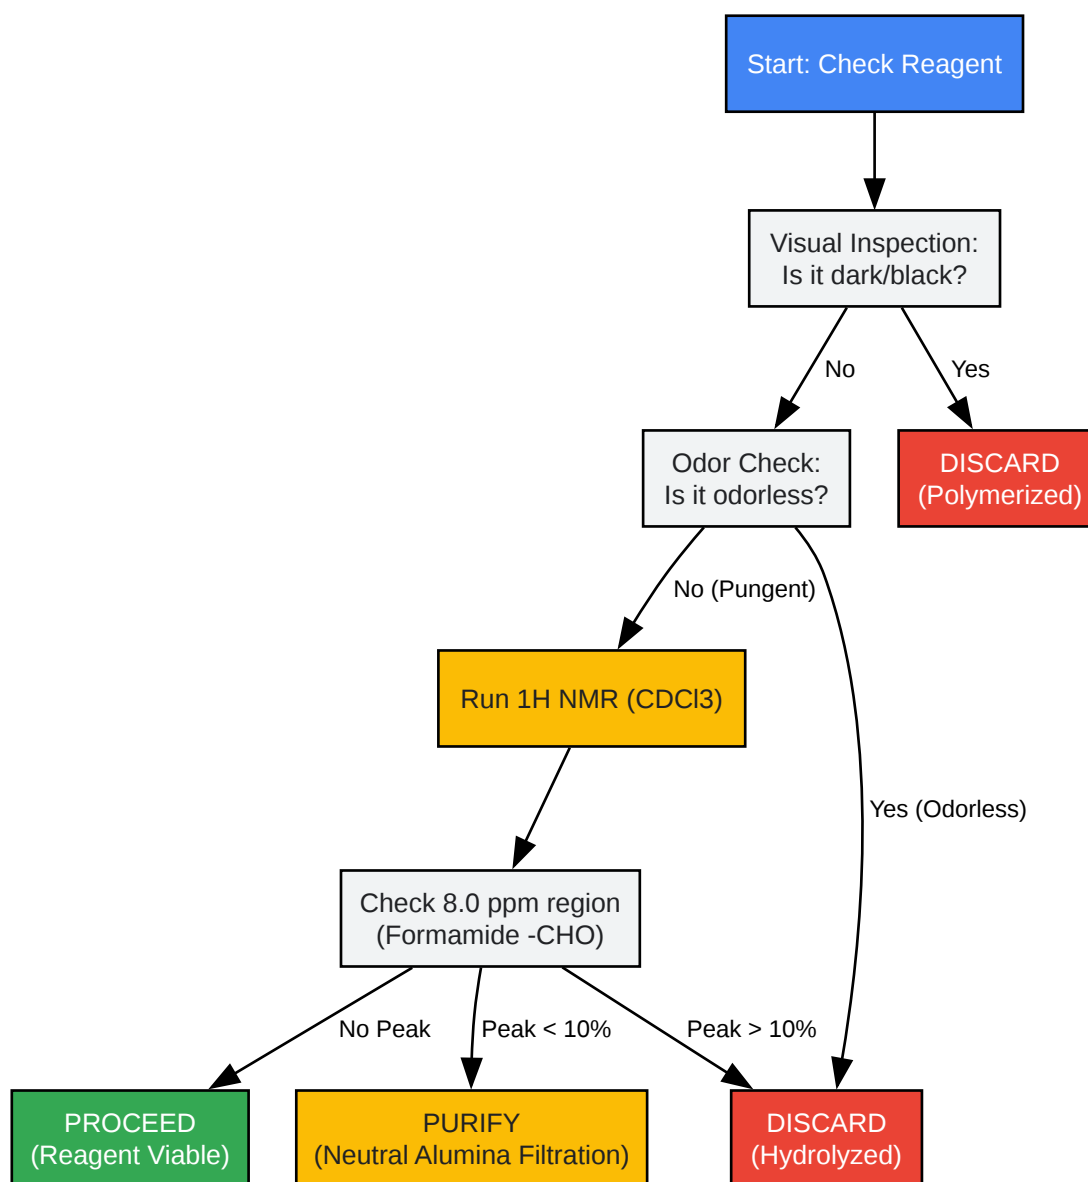 Start: Check Reagent
Visual Inspection:
Is it dark/black?
No
Yes
Odor Check:
Is it odorless?
DISCARD
(Polymerized)
No (Pungent)
Run 1H NMR (CDCl3)
Yes (Odorless)
Check 8.0 ppm region
(Formamide -CHO)
No Peak
Peak < 10%
Peak > 10%
PROCEED
(Reagent Viable)
PURIFY
(Neutral Alumina Filtration)
DISCARD
(Hydrolyzed)